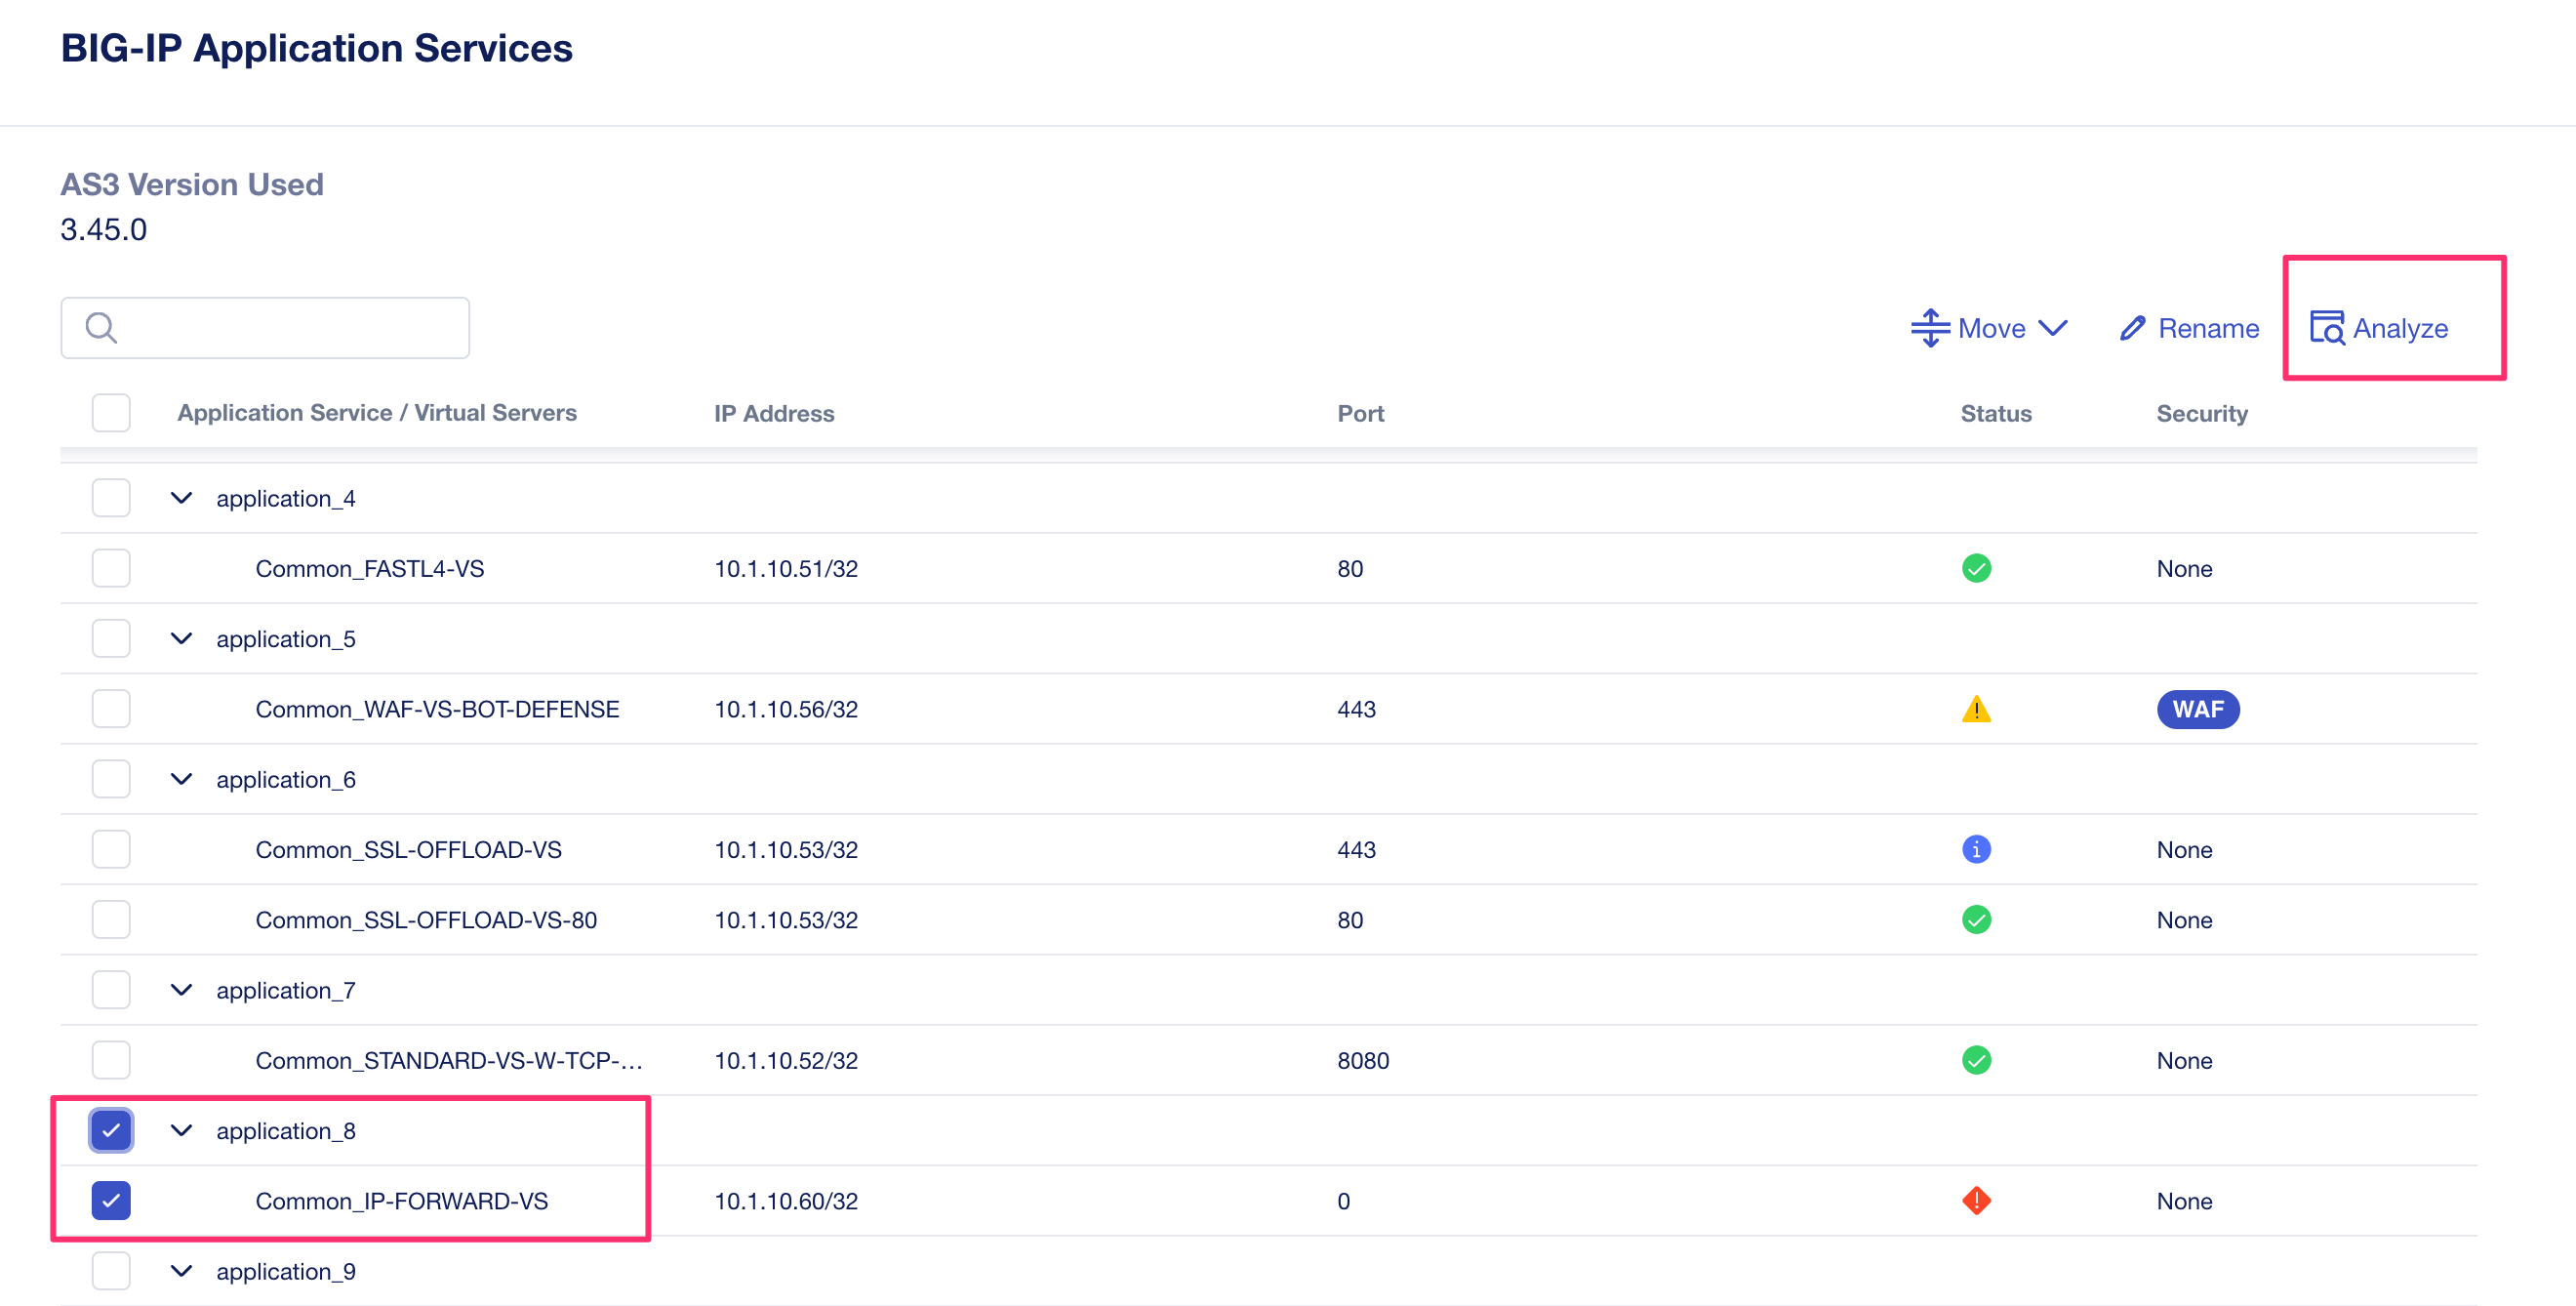 BIG-IP Application Services
AS3 Version Used
3.45.0
Move Rename Analyze
Application Service / Virtual Servers IP Address Port Status Security
application_4
Common_FASTL4-VS 10.1.10.51/32 80 None
application_5
Common_WAF-VS-BOT-DEFENSE 10.1.10.56/32 443 WAF
application_6
Common_SSL-OFFLOAD-VS 10.1.10.53/32 443 None
Common_SSL-OFFLOAD-VS-80 10.1.10.53/32 80 None
application_7
Common_STANDARD-VS-W-TCP-... 10.1.10.52/32 8080 None
application_8
Common_IP-FORWARD-VS 10.1.10.60/32 0 None
application_9